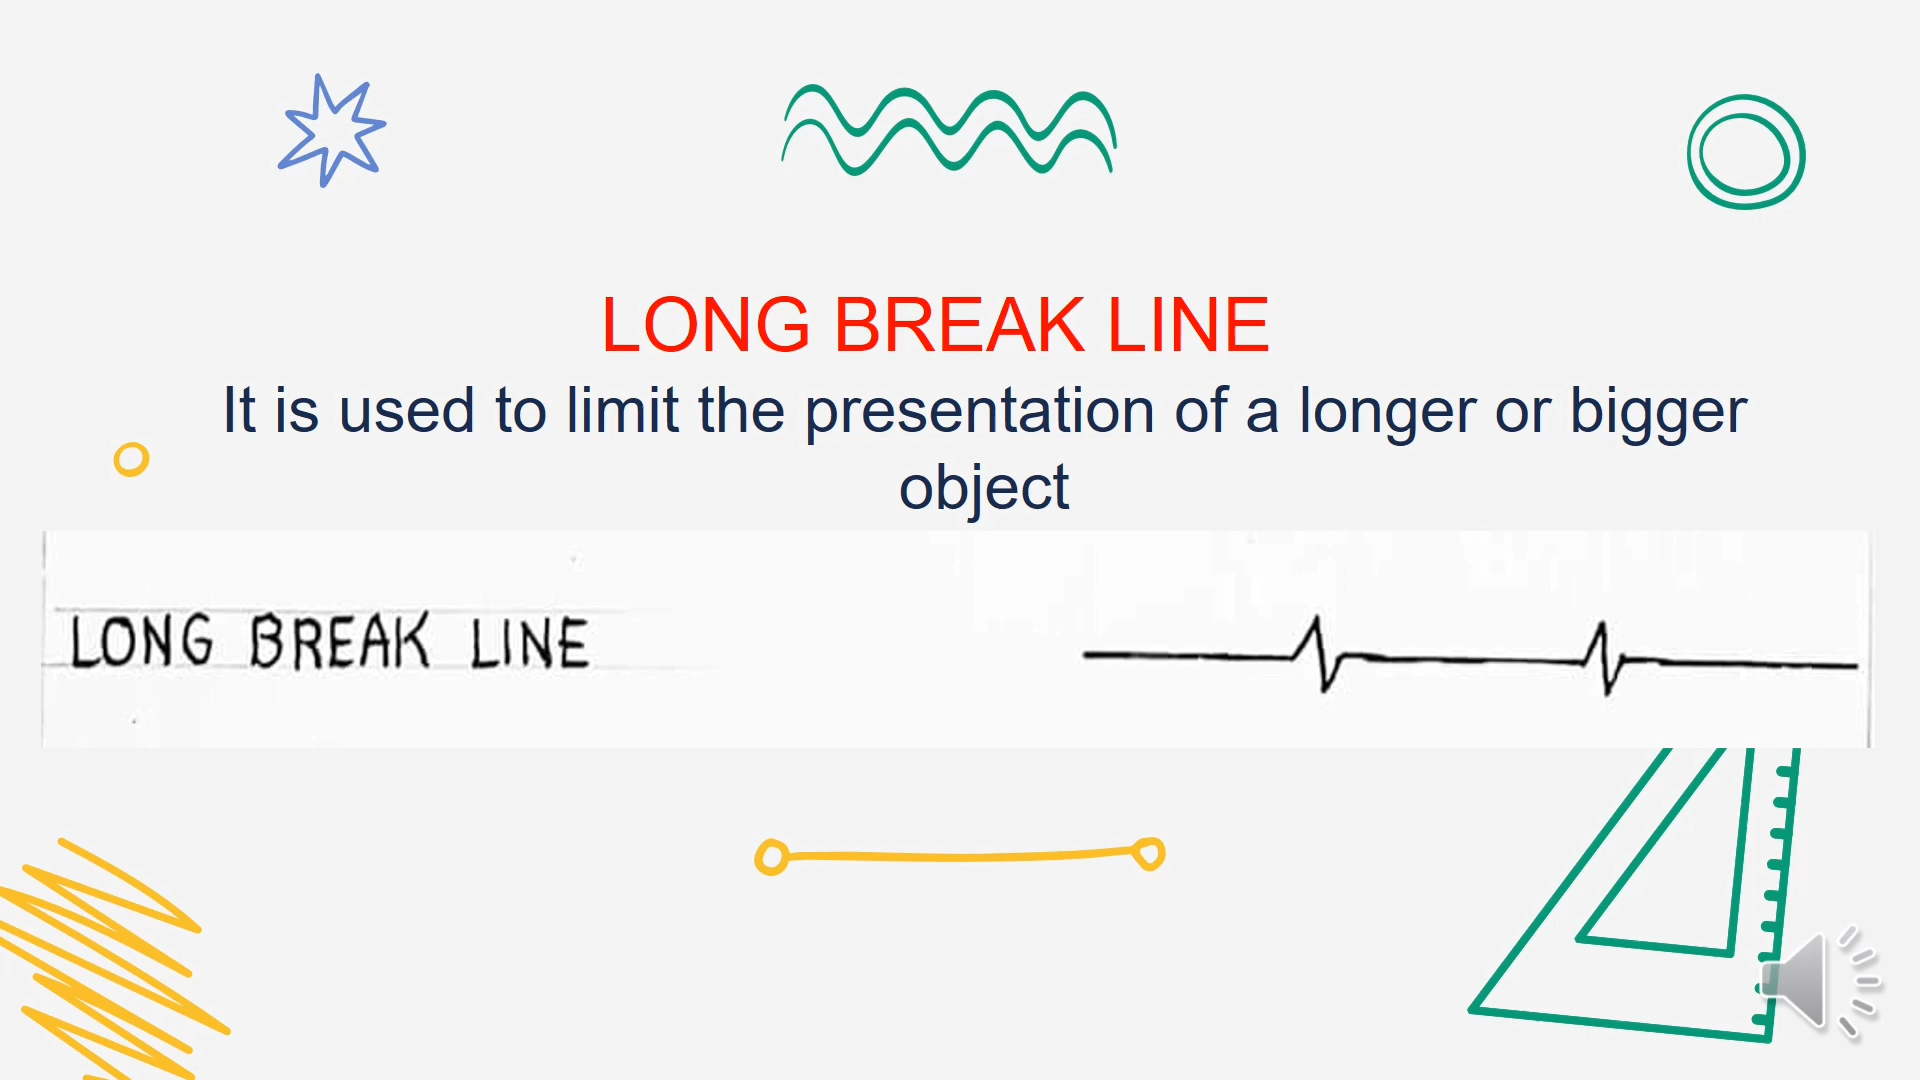 LONG BREAK LINE
It is used to limit the presentation of a longer or bigger
object
LONG BREAK LINE